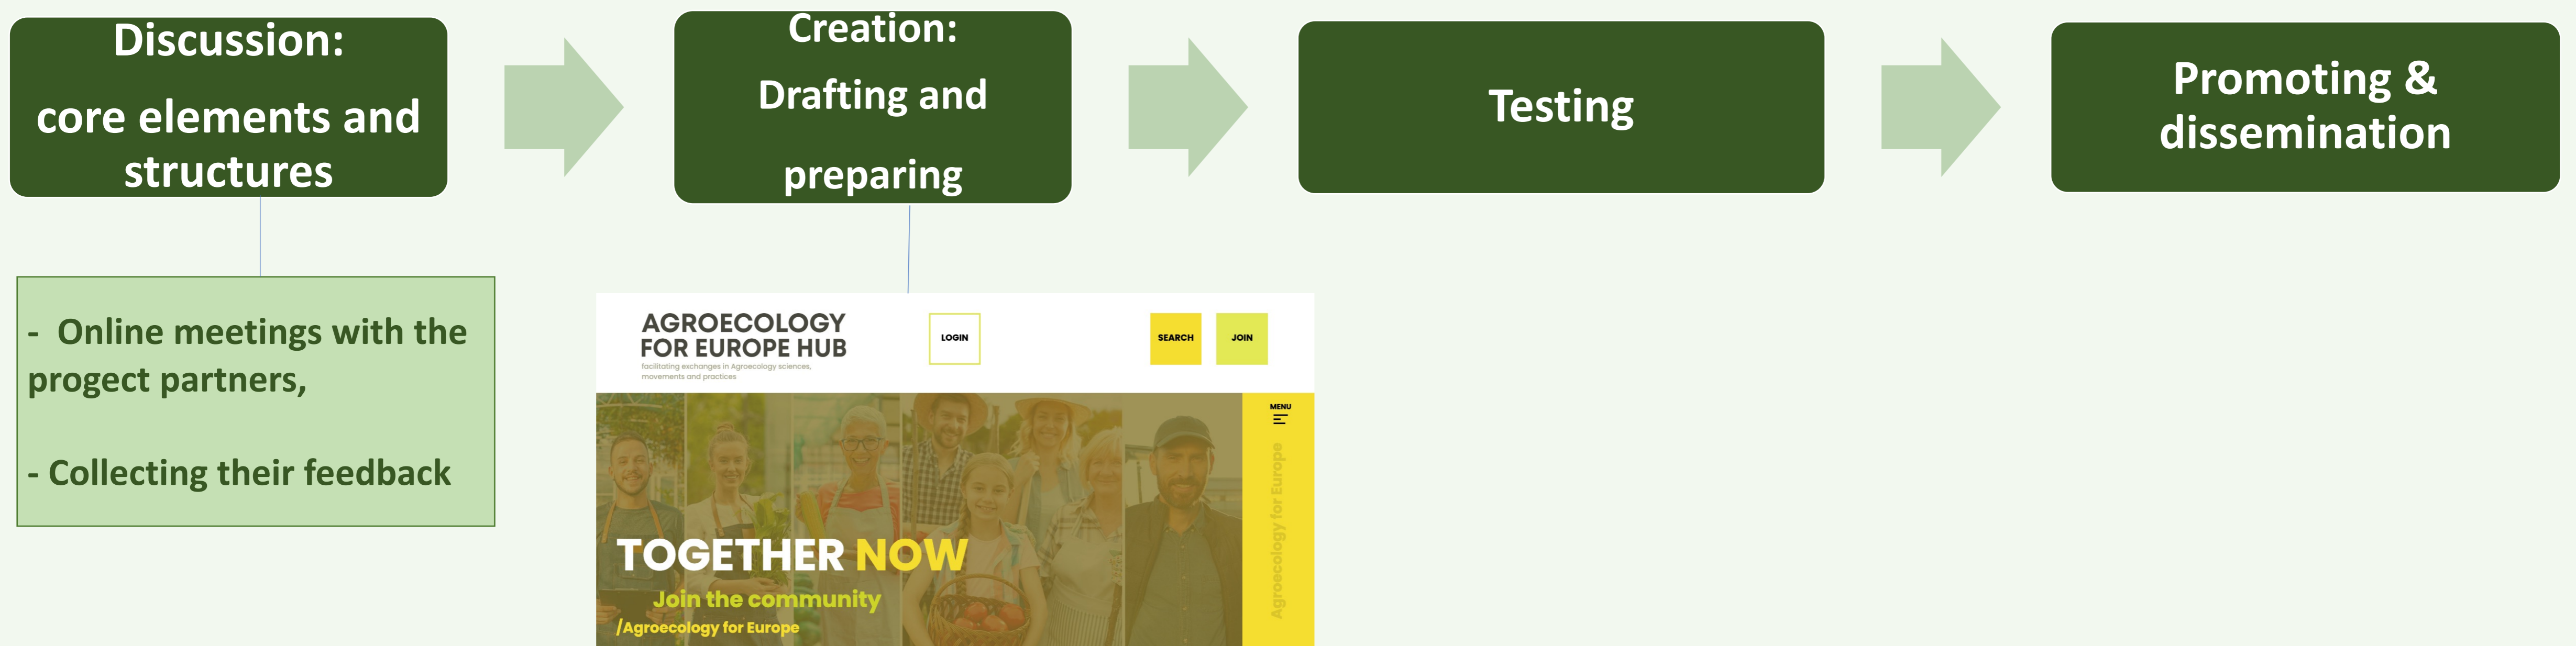 Discussion:
core elements and
structures
Creation:
Drafting and
preparing
Testing
Promoting &
dissemination
-  Online meetings with the
progect partners,
- Collecting their feedback
AGROECOLOGY
FOR EUROPE HUB
facilitating exchanges in Agroecology sciences,
movements and practices
LOGIN
SEARCH
JOIN
MENU
Agroecology for Europe
TOGETHER NOW
Join the community
/Agroecology for Europe